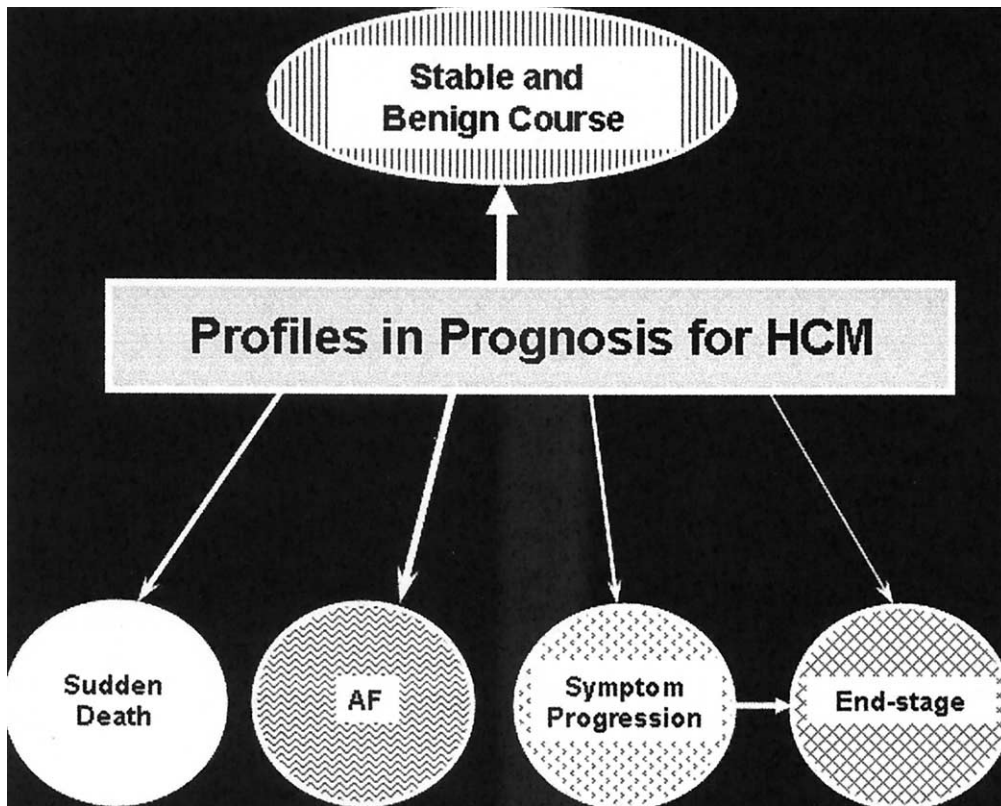 Stable and
Benign Course
Profiles in Prognosis for HCM
Sudden
Death
AF
Symptom
Progression
End-stage